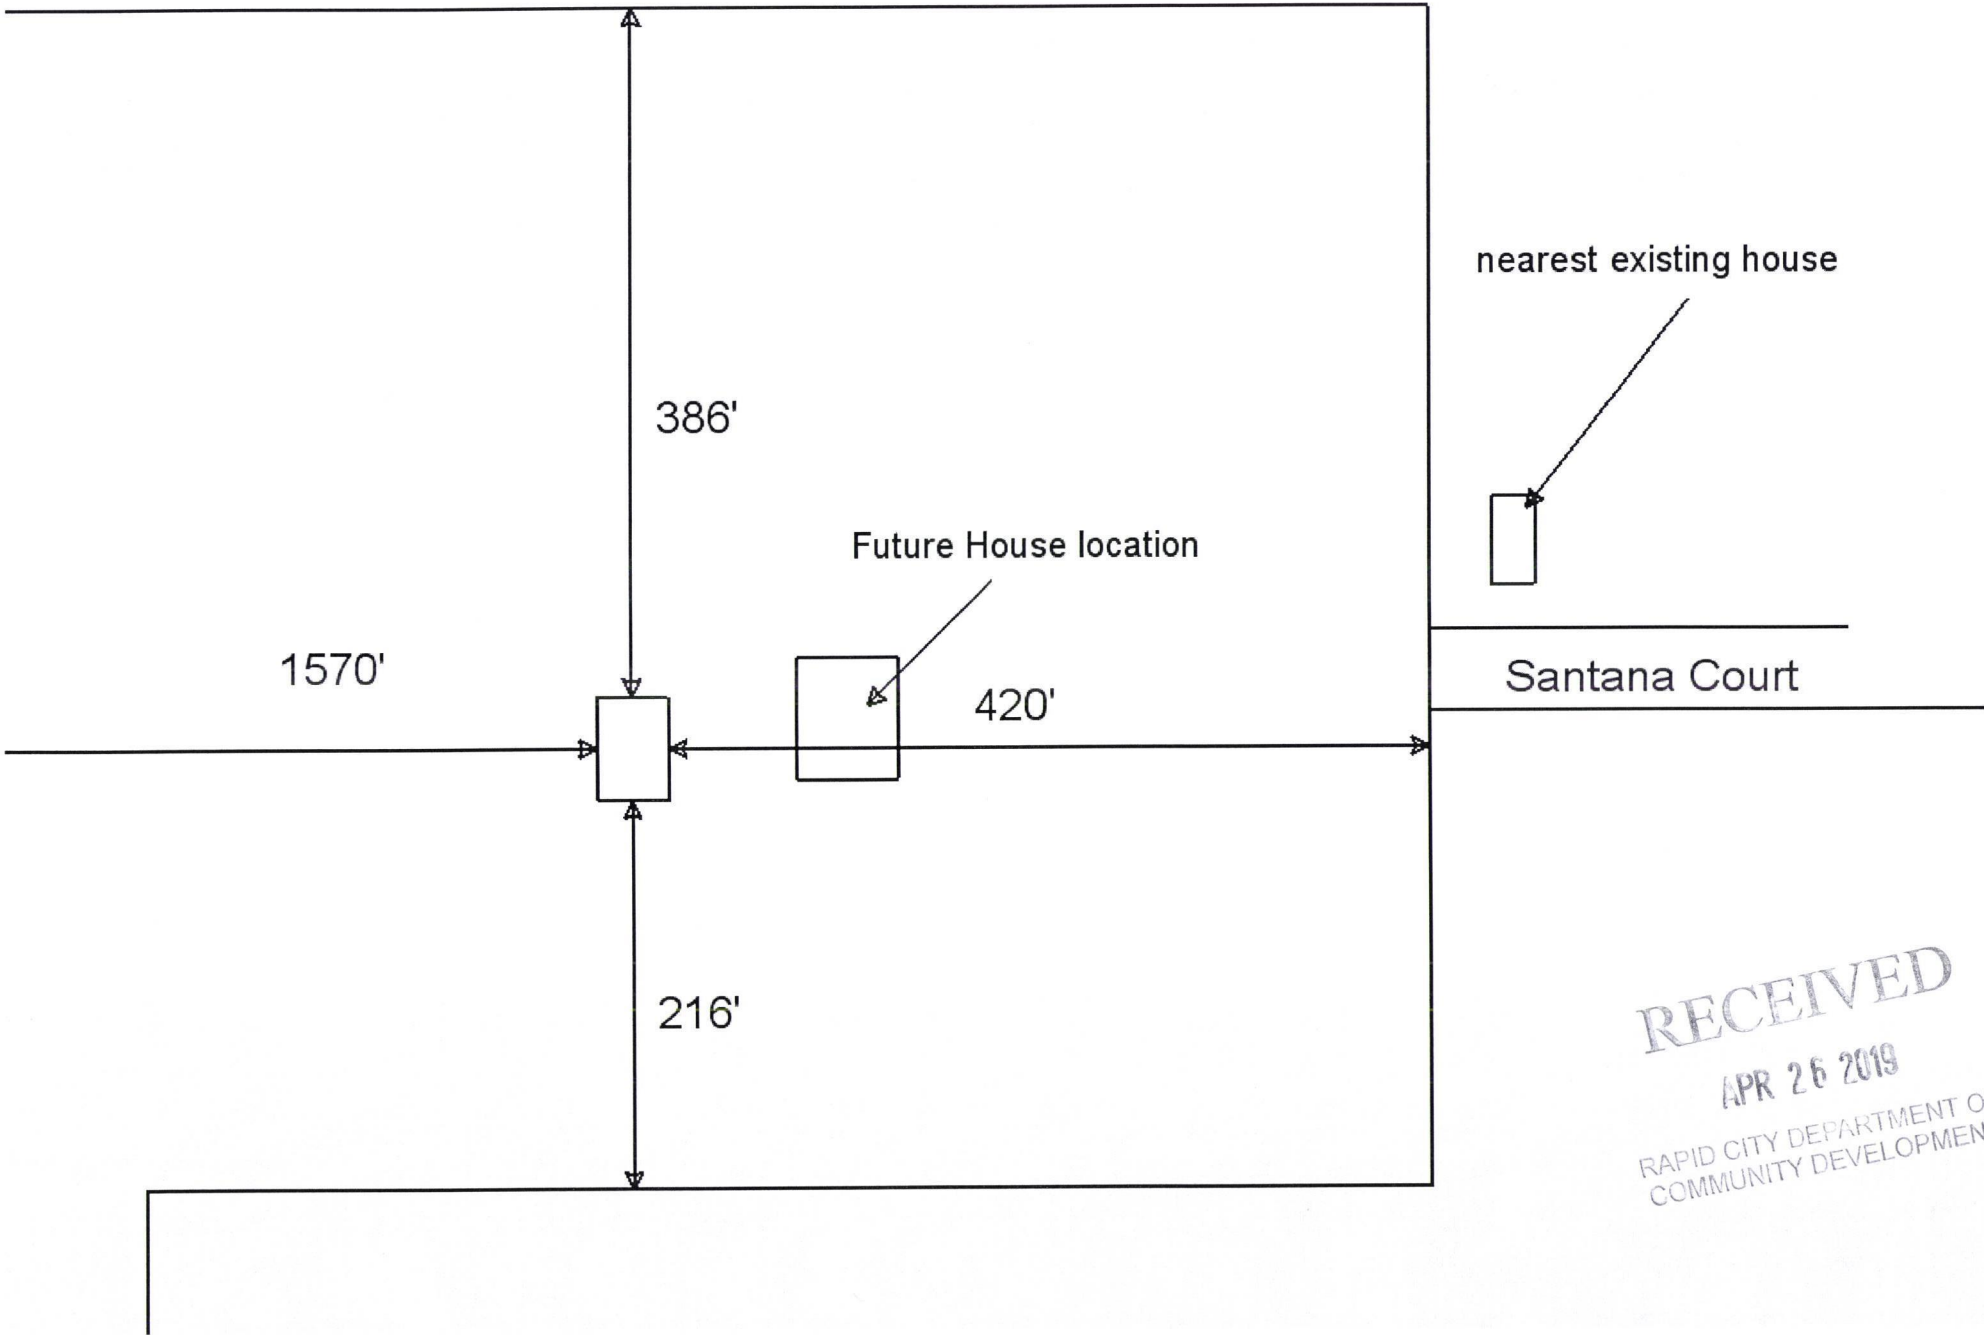 nearest existing house
386'
Future House location
1570'
420'
Santana Court
216'
RECEIVED
APR 26 2019
RAPID CITY DEPARTMENT O
COMMUNITY DEVELOPMEN